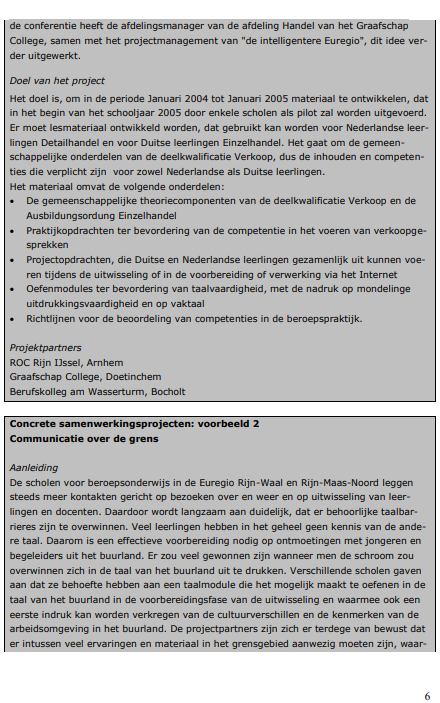 de conferentie heeft de afdelingsmanager van de afdeling Handel van het Graafschap
College, samen met het projectmanagement van "de intelligentere Euregio", dit idee ver-
der uitgewerkt.
Doel van het project
Het doel is, om in de periode Januari 2004 tot Januari 2005 materiaal te ontwikkelen, dat
in het begin van het schooljaar 2005 door enkele scholen als pilot zal worden uitgevoerd.
Er moet lesmateriaal ontwikkeld worden, dat gebruikt kan worden voor Nederlandse leer-
lingen Detailhandel en voor Duitse leerlingen Einzelhandel. Het gaat om de gemeen-
schappelijke onderdelen van de deelkwalificatie Verkoop, dus de inhouden en competen-
ties die verplicht zijn voor zowel Nederlandse als Duitse leerlingen.
Het materiaal omvat de volgende onderdelen:
• De gemeenschappelijke theoriecomponenten van de deelkwalificatie Verkoop en de
Ausbildungsordung Einzelhandel
• Praktijkopdrachten ter bevordering van de competentie in het voeren van verkoopge-
sprekken
• Projectopdrachten, die Duitse en Nederlandse leerlingen gezamenlijk uit kunnen voe-
ren tijdens de uitwisseling of in de voorbereiding of verwerking via het Internet
• Oefenmodules ter bevordering van taalvaardigheid, met de nadruk op mondelinge
uitdrukkingsvaardigheid en op vaktaal
• Richtlijnen voor de beoordeling van competenties in de beroepspraktijk.
Projektpartners
ROC Rijn IJssel, Arnhem
Graafschap College, Doetinchem
Berufskolleg am Wasserturm, Bocholt
Concrete samenwerkingsprojecten: voorbeeld 2
Communicatie over de grens
Aanleiding
De scholen voor beroepsonderwijs in de Euregio Rijn-Waal en Rijn-Maas-Noord leggen
steeds meer kontakten gericht op bezoeken over en weer en op uitwisseling van leer-
lingen en docenten. Daardoor wordt langzaam aan duidelijk, dat er behoorlijke taalbar-
rieres zijn te overwinnen. Veel leerlingen hebben in het geheel geen kennis van de ande-
re taal. Daarom is een effectieve voorbereiding nodig op ontmoetingen met jongeren en
begeleiders uit het buurland. Er zou veel gewonnen zijn wanneer men de schroom zou
overwinnen zich in de taal van het buurland uit te drukken. Verschillende scholen gaven
aan dat ze behoefte hebben aan een taalmodule die het mogelijk maakt te oefenen in de
taal van het buurland in de voorbereidingsfase van de uitwisseling en waarmee ook een
eerste indruk kan worden verkregen van de cultuurverschillen en de kenmerken van de
arbeidsomgeving in het buurland. De projectpartners zijn zich er terdege van bewust dat
er intussen veel ervaringen en materiaal in het grensgebied aanwezig moeten zijn, waar-
6